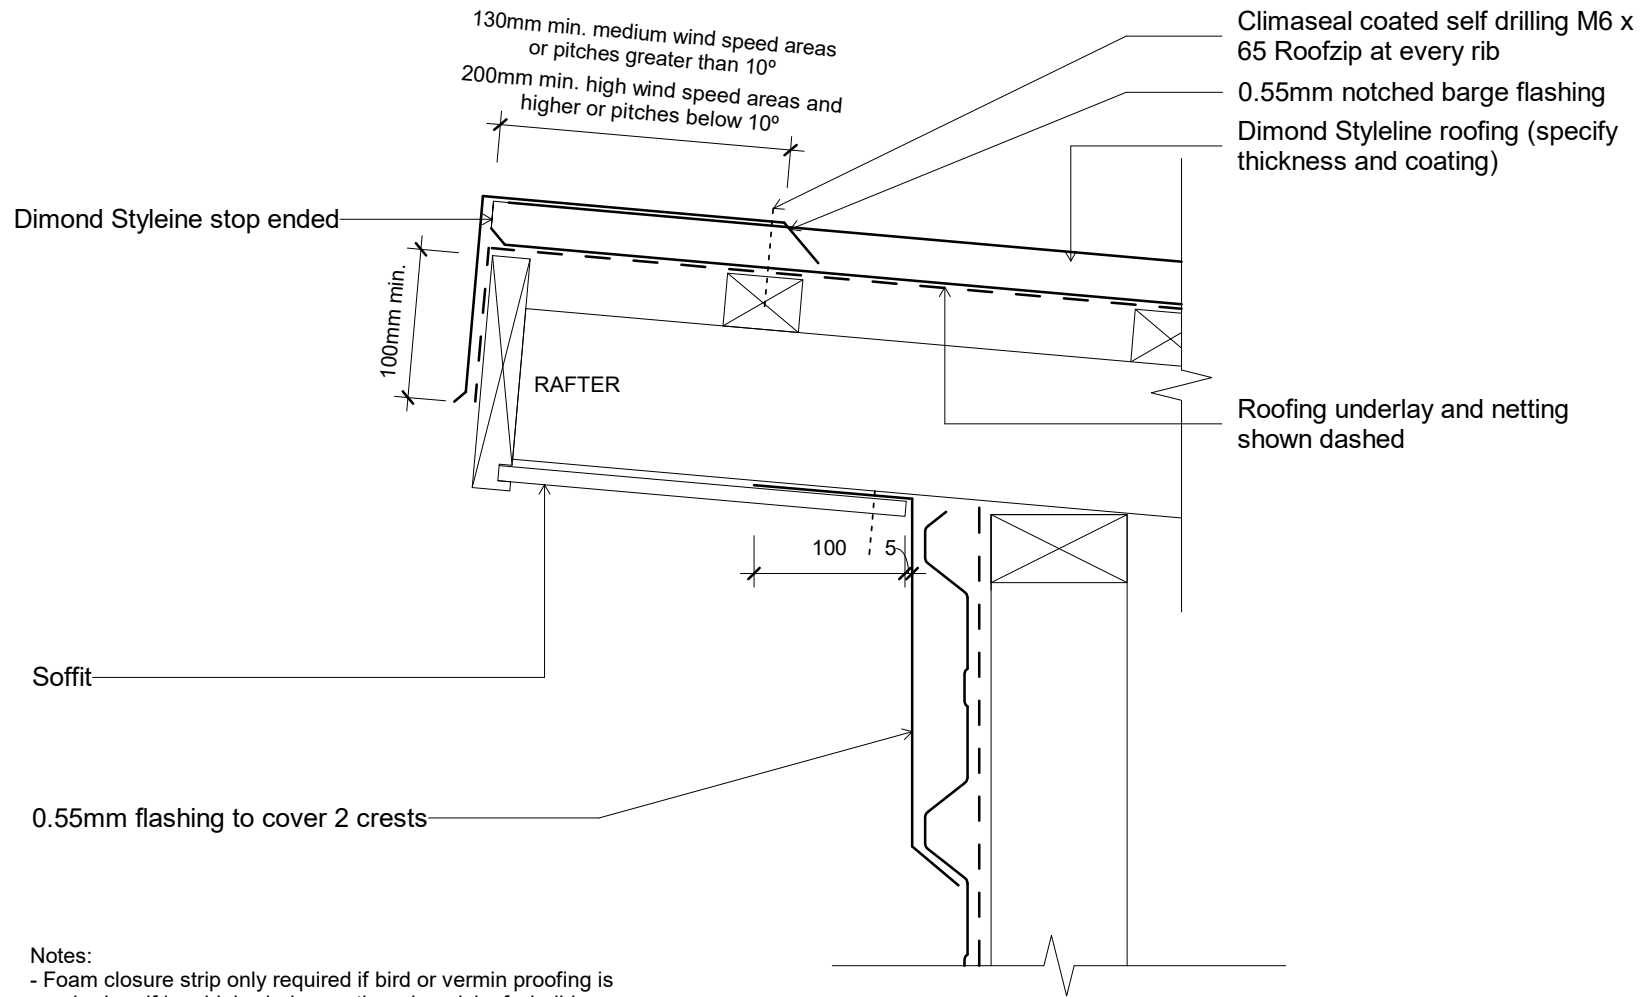 130mm min. medium wind speed areas
or pitches greater than 10º
200mm min. high wind speed areas and
higher or pitches below 10º
Climaseal coated self drilling M6 x
65 Roofzip at every rib
0.55mm notched barge flashing
Dimond Styleline roofing (specify
thickness and coating)
Dimond Styleine stop ended
100mm min.
RAFTER
Roofing underlay and netting
shown dashed
100
5
Soffit
0.55mm flashing to cover 2 crests
Notes:
- Foam closure strip only required if bird or vermin proofing is